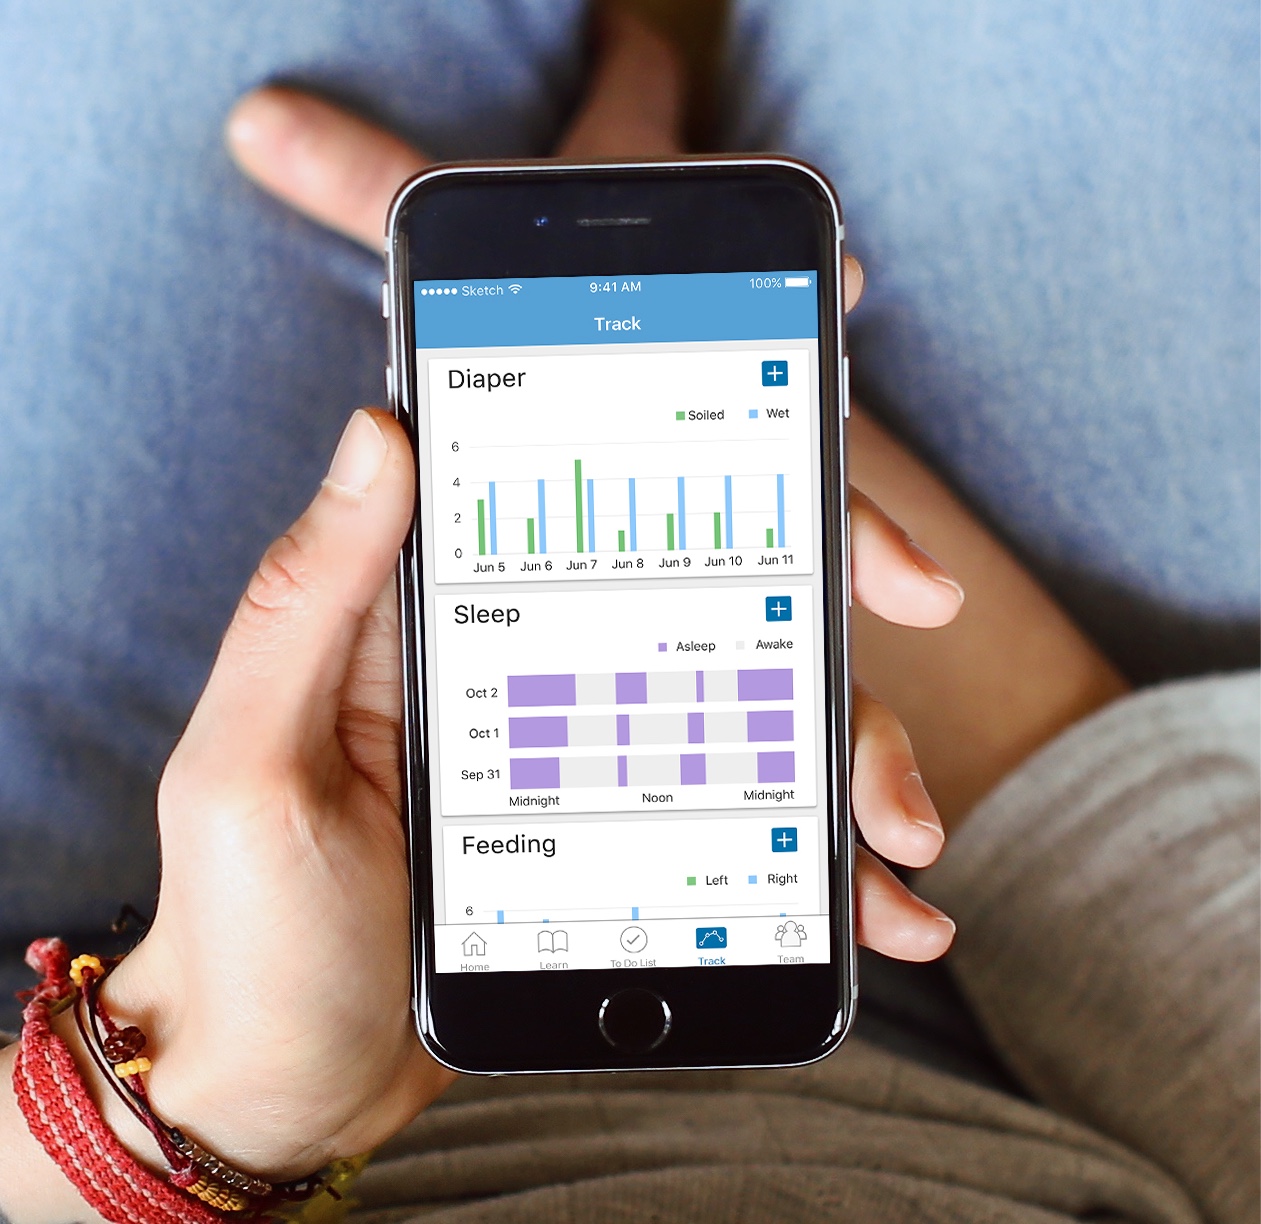 Sketch 9:41 AM 100%
Track
Diaper
Soiled Wet
6
4
2
0
Jun 5 Jun 6 Jun 7 Jun 8 Jun 9 Jun 10 Jun 11
Sleep
Asleep Awake
Oct 2
Oct 1
Sep 31
Midnight Noon Midnight
Feeding
Left Right
6
Home Learn To Do List Track Team